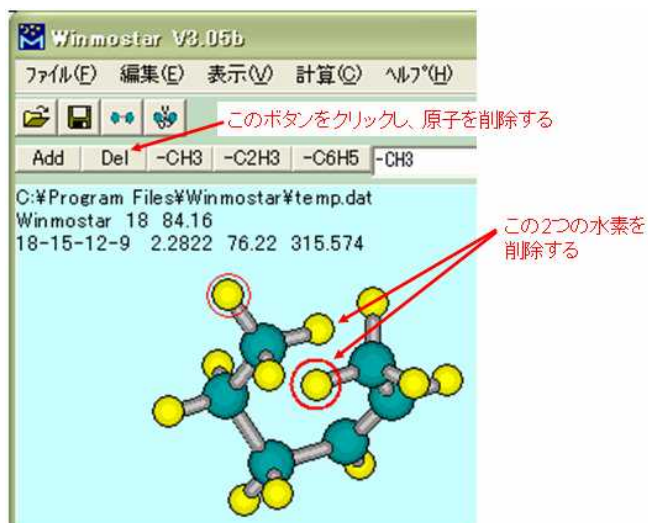 Winmostar V3.05b
ファイル(F) 編集(E) 表示(V) 計算(C) ヘルプ(H)
このボタンをクリックし、原子を削除する
Add Del -CH3 -C2H3 -C6H5 -CH3
C:¥Program Files¥Winmostar¥temp.dat
Winmostar 18 84.16
18-15-12-9 2.2822 76.22 315.574
この2つの水素を
削除する